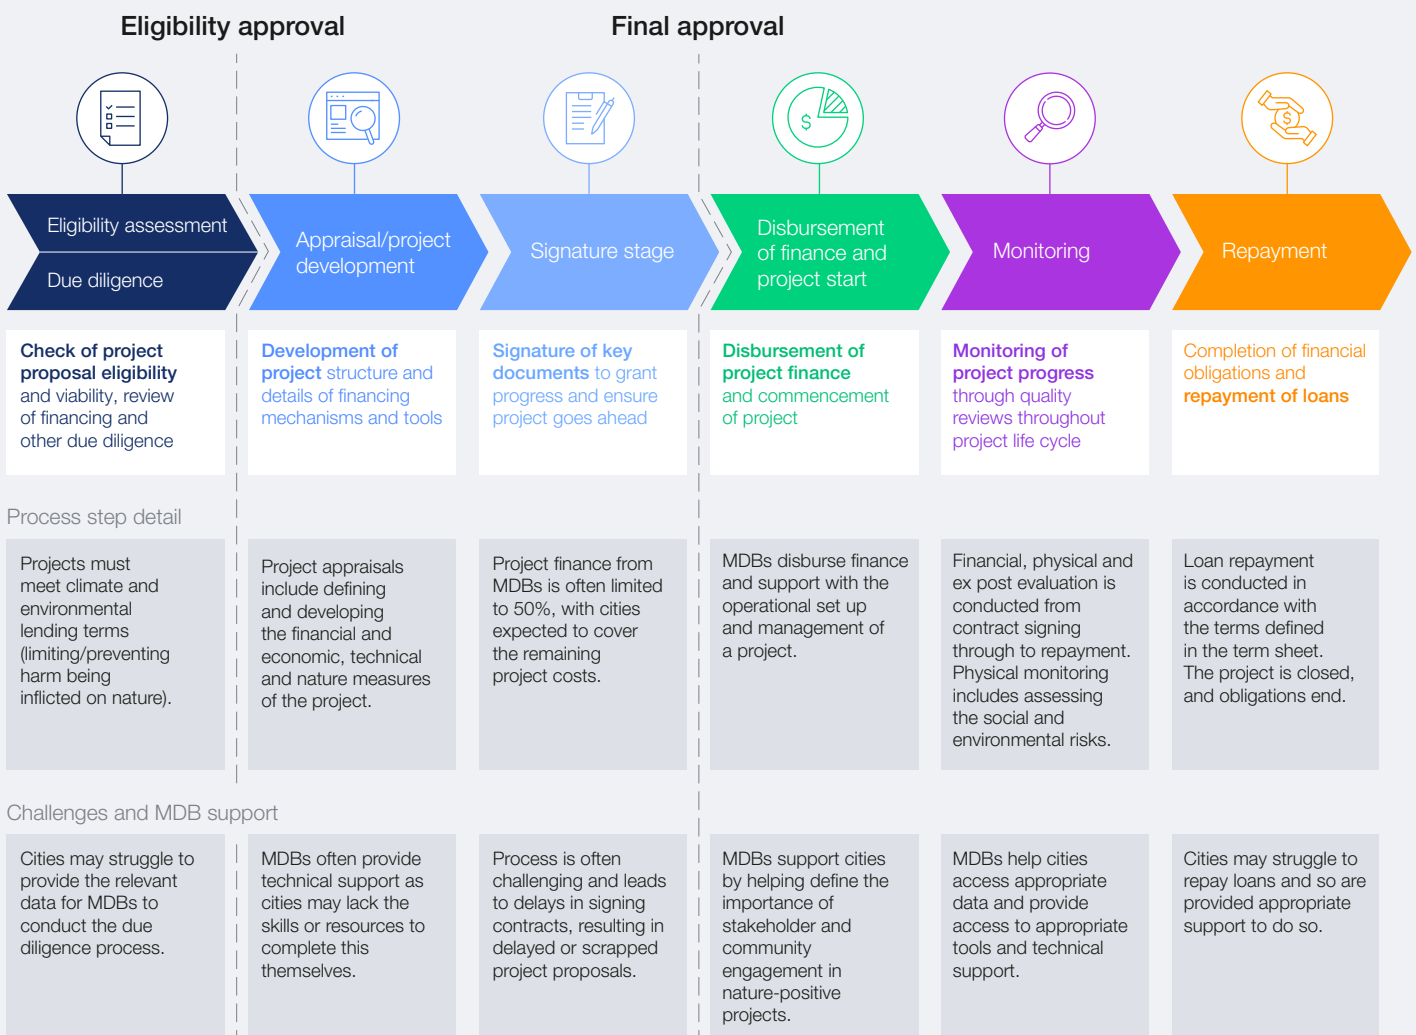 Eligibility approval
Final approval
Eligibility assessment
Due diligence
Appraisal/project
development
Signature stage
Disbursement
of finance and
project start
Monitoring
Repayment
Check of project
proposal eligibility
and viability, review
of financing and
other due diligence
Development of
project structure and
details of financing
mechanisms and tools
Signature of key
documents to grant
progress and ensure
project goes ahead
Disbursement of
project finance
and commencement
of project
Monitoring of
project progress
through quality
reviews throughout
project life cycle
Completion of financial
obligations and
repayment of loans
Process step detail
Projects must
meet climate and
environmental
lending terms
(limiting/preventing
harm being
inflicted on nature).
Project appraisals
include defining
and developing
the financial and
economic, technical
and nature measures
of the project.
Project finance from
MDBs is often limited
to 50%, with cities
expected to cover
the remaining
project costs.
MDBs disburse finance
and support with the
operational set up
and management of
a project.
Financial, physical and
ex post evaluation is
conducted from
contract signing
through to repayment.
Physical monitoring
includes assessing
the social and
environmental risks.
Loan repayment
is conducted in
accordance with
the terms defined
in the term sheet.
The project is closed,
and obligations end.
Challenges and MDB support
Cities may struggle to
provide the relevant
data for MDBs to
conduct the due
diligence process.
MDBs often provide
technical support as
cities may lack the
skills or resources to
complete this
themselves.
Process is often
challenging and leads
to delays in signing
contracts, resulting in
delayed or scrapped
project proposals.
MDBs support cities
by helping define the
importance of
stakeholder and
community
engagement in
nature-positive
projects.
MDBs help cities
access appropriate
data and provide
access to appropriate
tools and technical
support.
Cities may struggle to
repay loans and so are
provided appropriate
support to do so.